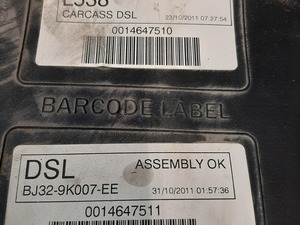 L538
CARCASS DSL 23/10/2011 07:27:54
0014647510
BARCODE LABEL
DSL ASSEMBLY OK
BJ32-9K007-EE 31/10/2011 01:57:36
0014647511